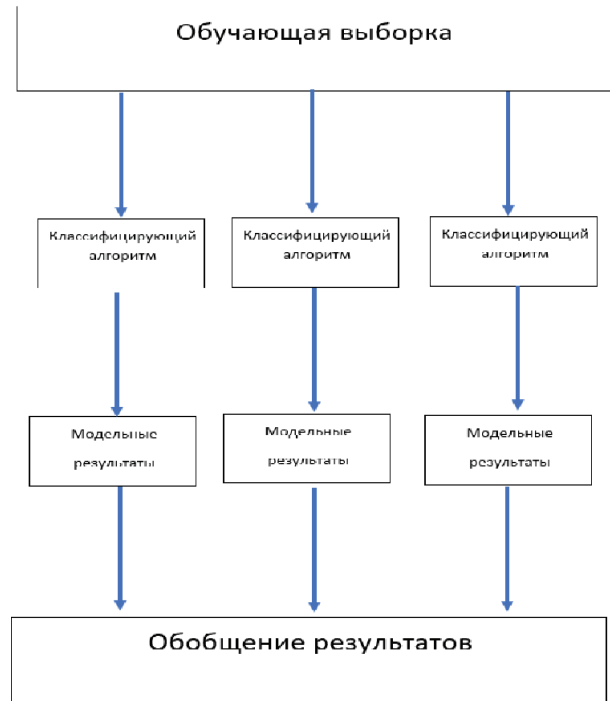 Обучающая выборка
Классифицирующий
алгоритм
Классифицирующий
алгоритм
Классифицирующий
алгоритм
Модельные
результаты
Модельные
результаты
Модельные
результаты
Обобщение результатов